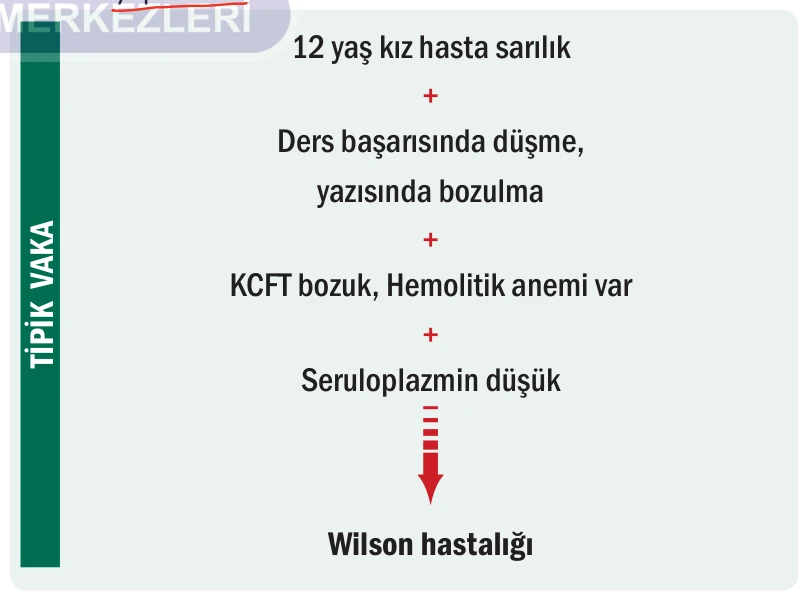 MERKEZLERİ
12 yaş kız hasta sarılık
+
Ders başarısında düşme,
yazısında bozulma
+
KCFT bozuk, Hemolitik anemi var
+
Seruloplazmin düşük
Wilson hastalığı
TİPİK VAKA